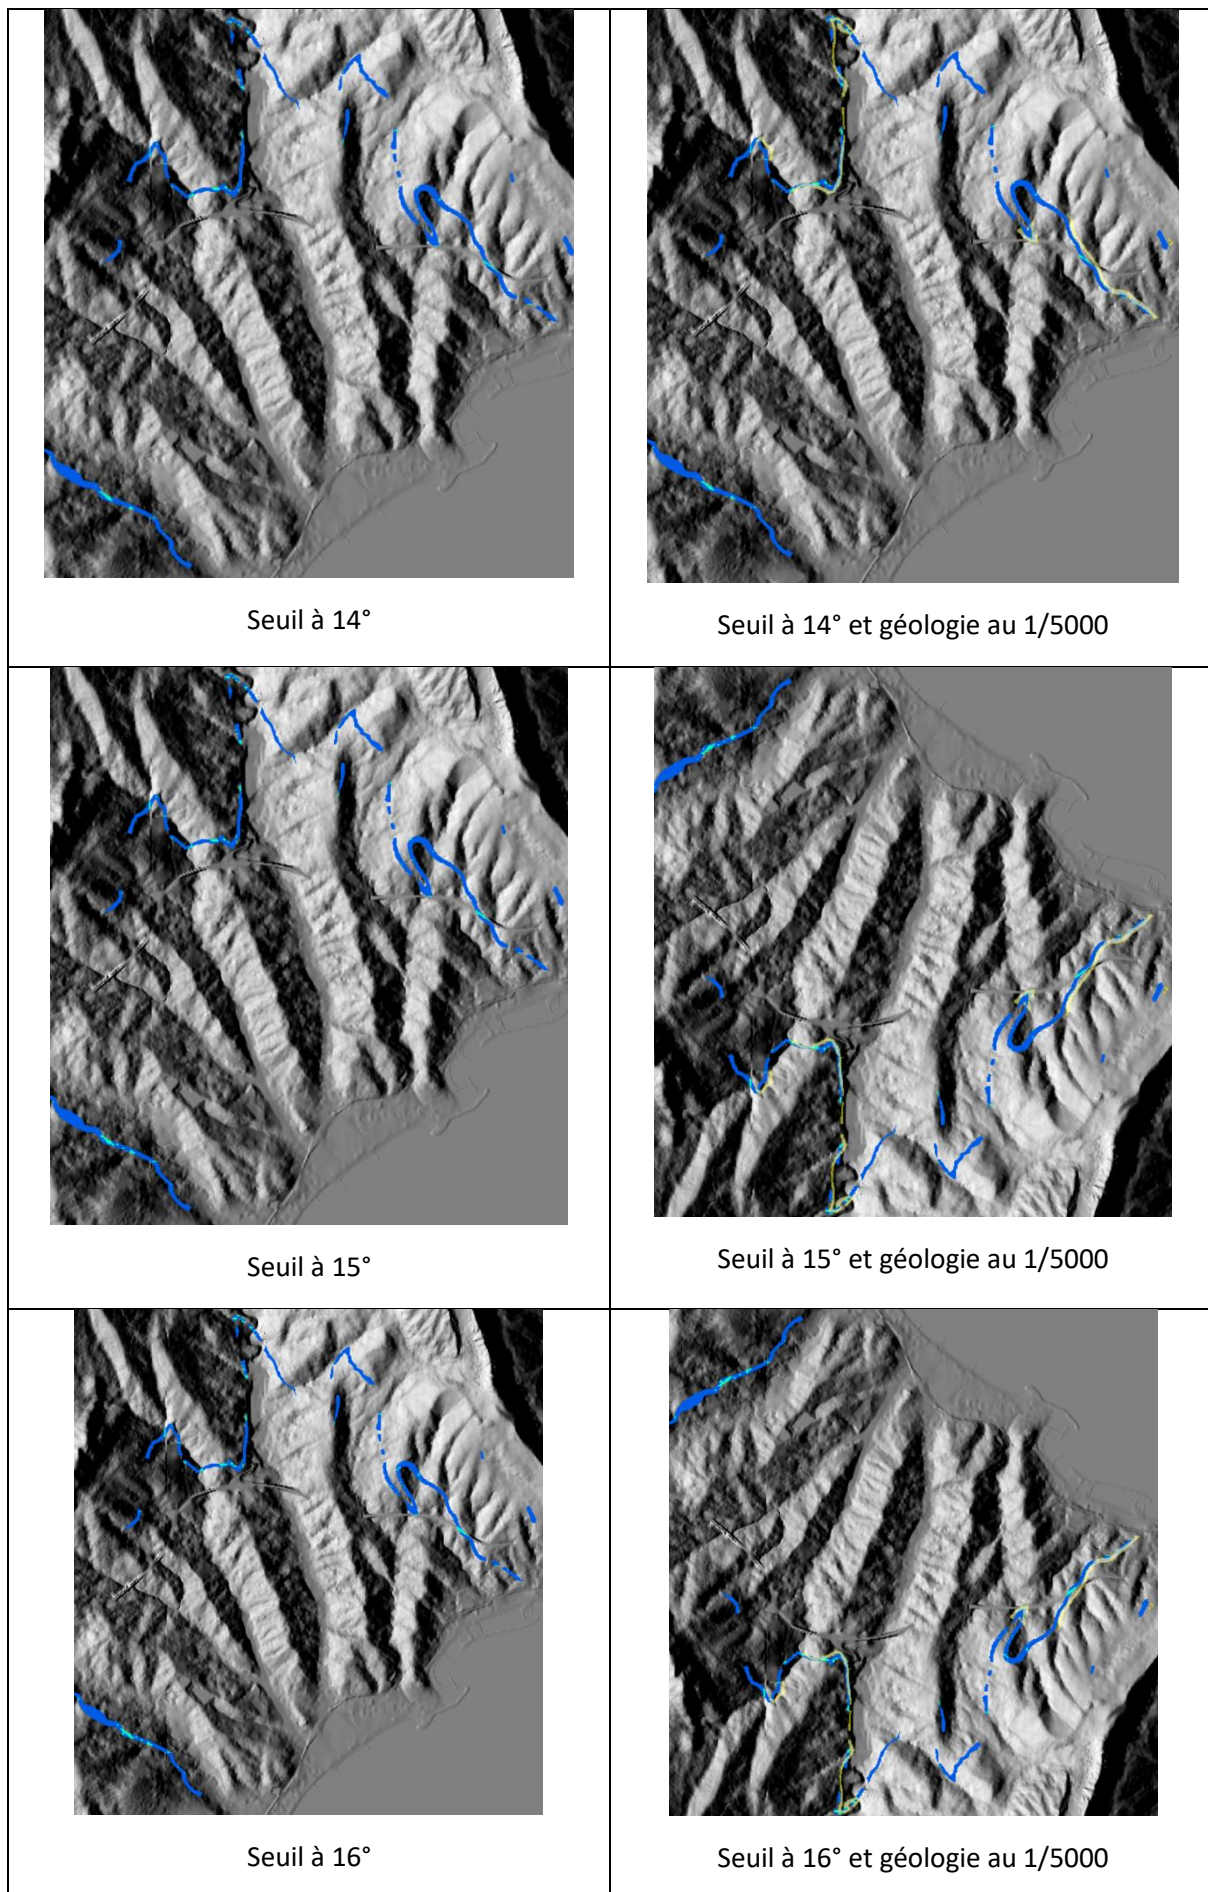 Seuil à 14°
Seuil à 14° et géologie au 1/5000
Seuil à 15°
Seuil à 15° et géologie au 1/5000
Seuil à 16°
Seuil à 16° et géologie au 1/5000